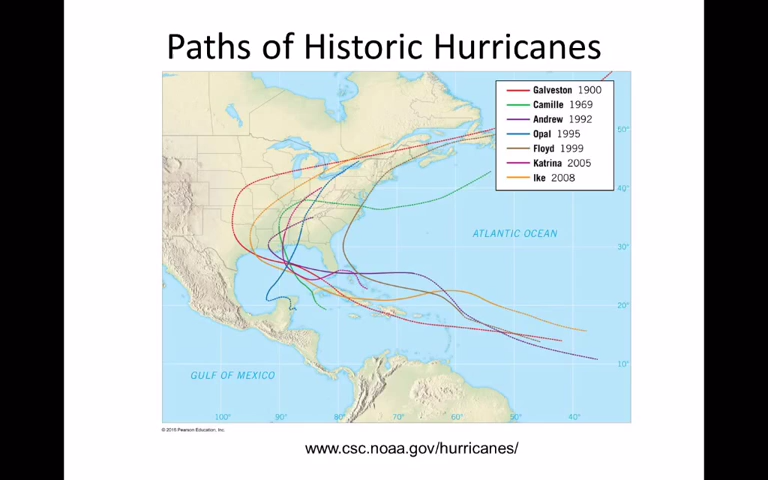 Paths of Historic Hurricanes
Galveston 1900
Camille 1969
Andrew 1992
Opal 1995
Floyd 1999
Katrina 2005
Ike 2008
50°
40°
ATLANTIC OCEAN
30°
20°
GULF OF MEXICO
10°
100° 90° 80° 70° 60° 50° 40°
© 2015 Pearson Education, Inc.
www.csc.noaa.gov/hurricanes/